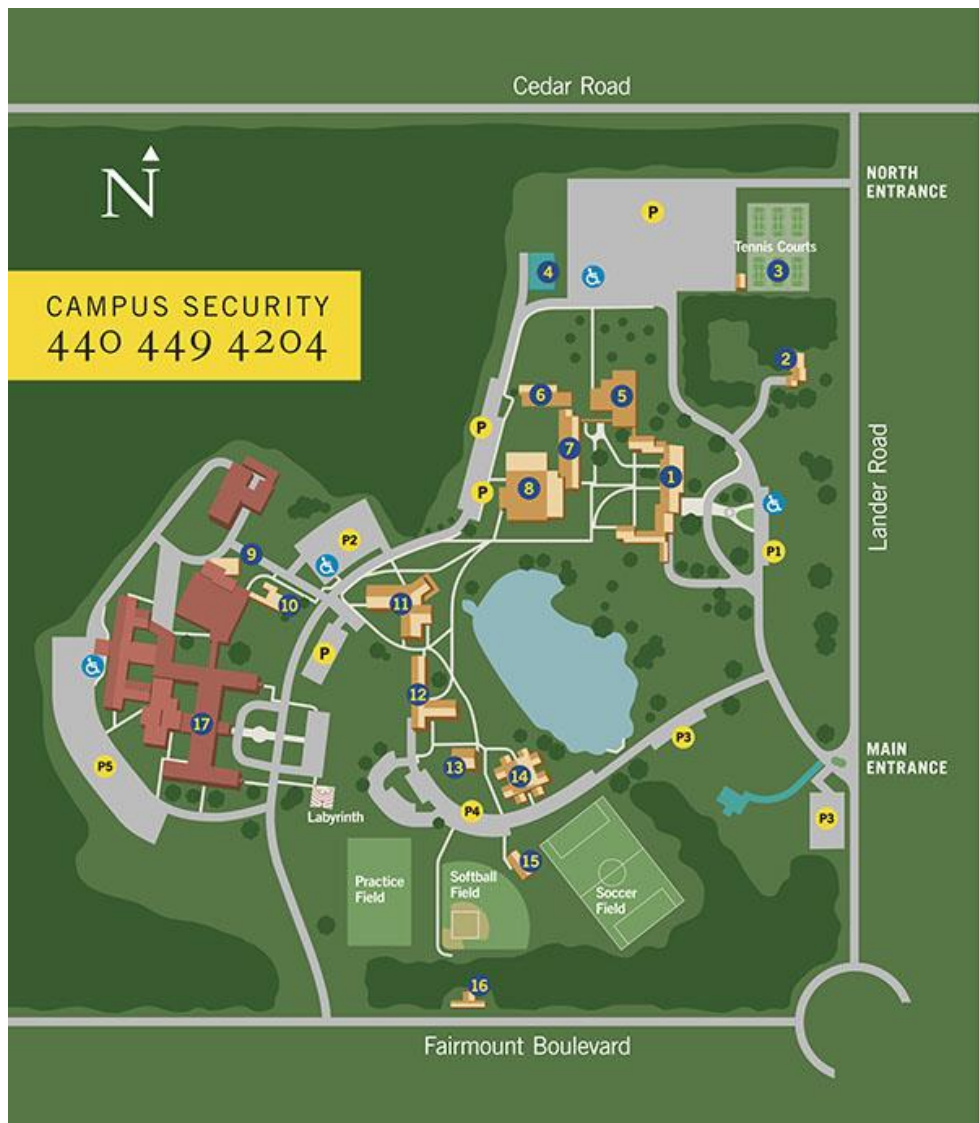 Cedar Road
N
NORTH
ENTRANCE
P
Tennis Courts
3
4
CAMPUS SECURITY
440 449 4204
2
6
5
P
7
1
8
P
Lander Road
P2
P1
9
10
11
P
12
17
P3
MAIN
ENTRANCE
13
14
P5
Labyrinth
P4
P3
15
Practice
Field
Softball
Field
Soccer
Field
16
Fairmount Boulevard